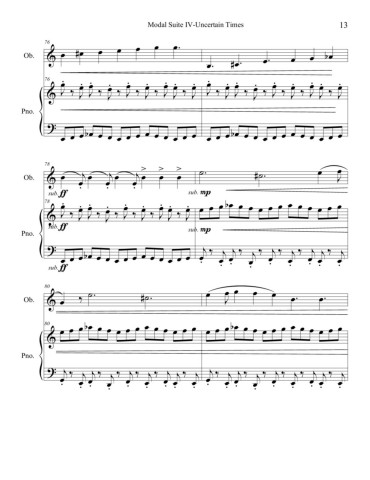 Modal Suite IV-Uncertain Times 13
76
Ob.
76
Pno.
78
Ob.
sub. ff sub. mp
78
Pno.
sub. ff sub. mp
sub. ff
80
Ob.
80
Pno.